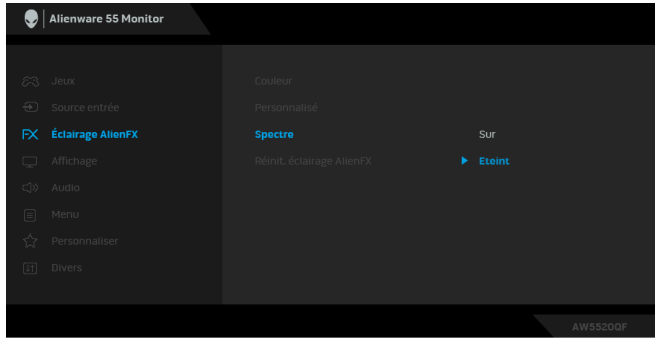 Alienware 55 Monitor
Jeux
Source entrée
Éclairage AlienFX
Affichage
Audio
Menu
Personnaliser
Divers
Couleur
Personnalisé
Spectre
Sur
Réinit. éclairage AlienFX
Eteint
AW5520QF